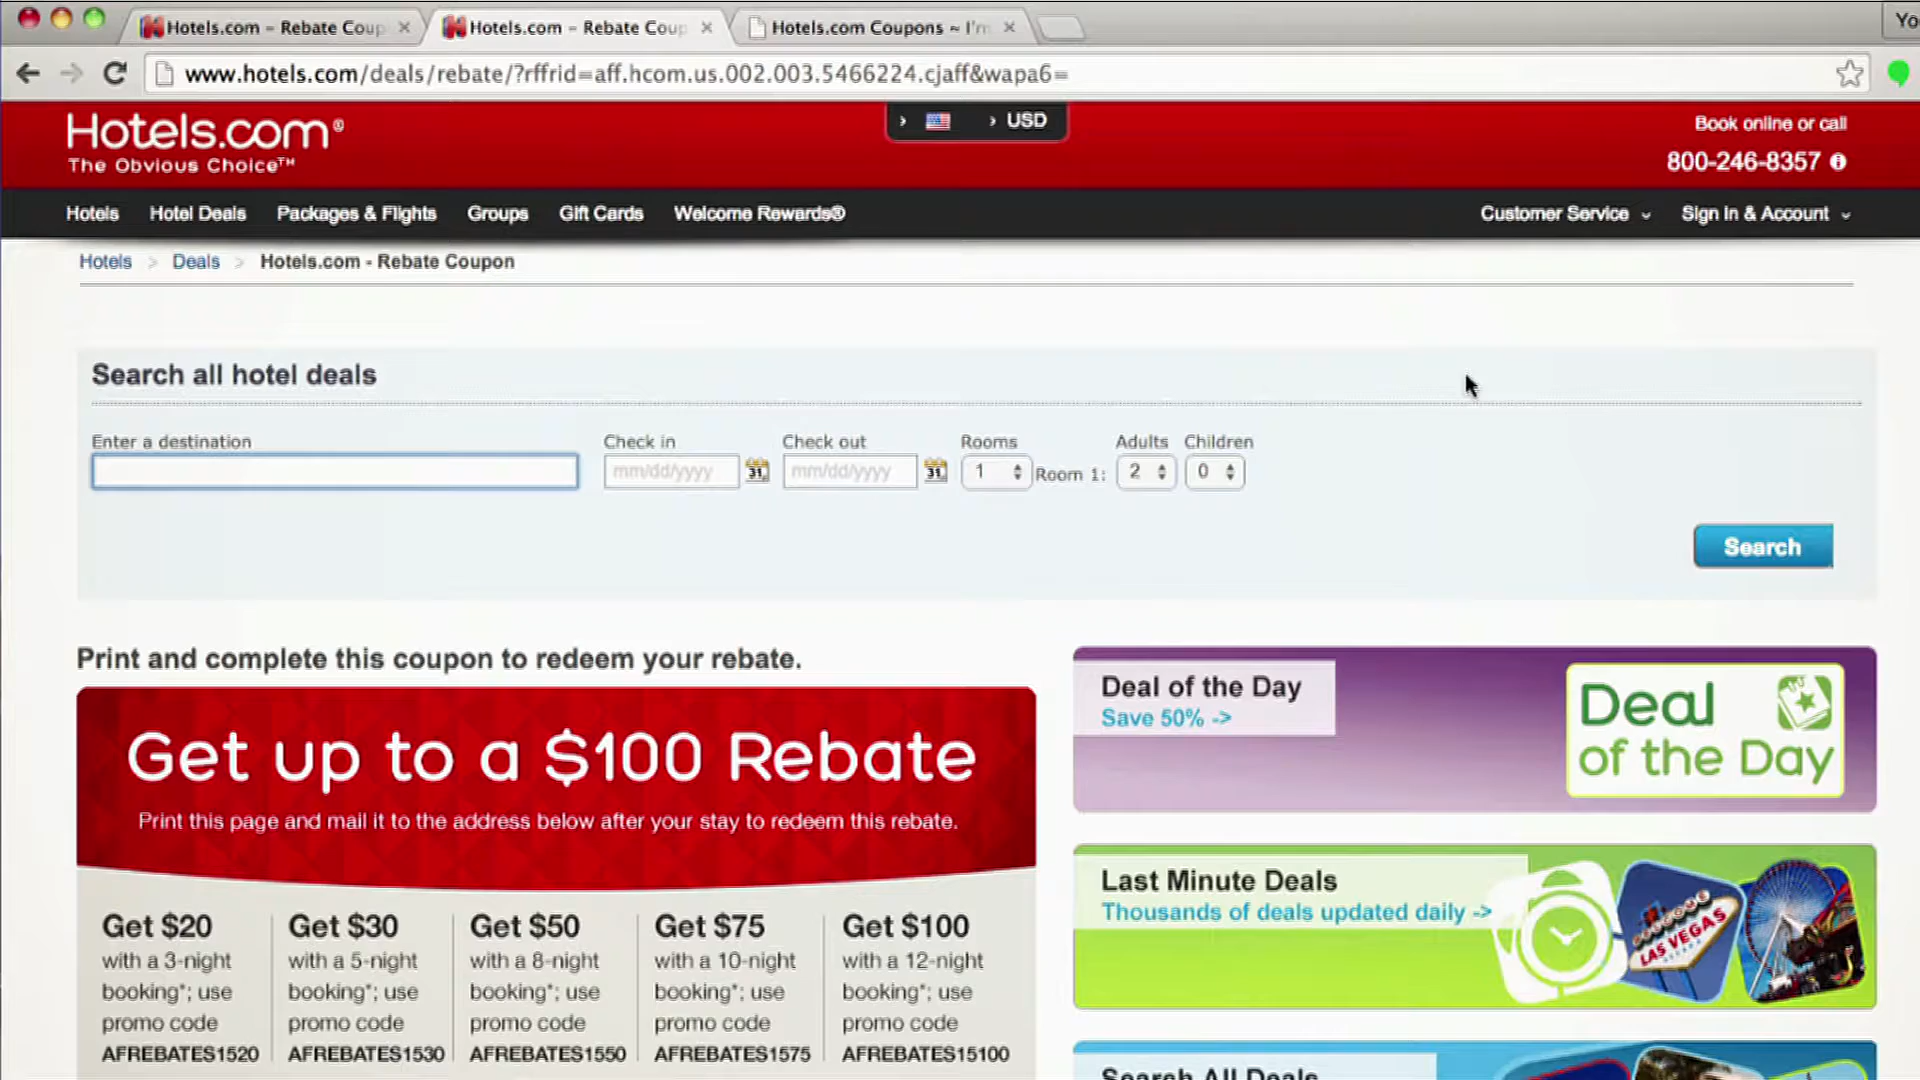 Hotels.com – Rebate Coup
Hotels.com – Rebate Coup
Hotels.com Coupons ~ I'm
Yo
www.hotels.com/deals/rebate/?rffrid=aff.hcom.us.002.003.5466224.cjaff&wapa6=
Hotels.com®
The Obvious Choice™
USD
Book online or call
800-246-8357
Hotels Hotel Deals Packages & Flights Groups Gift Cards Welcome Rewards®
Customer Service Sign in & Account
Hotels > Deals > Hotels.com - Rebate Coupon
Search all hotel deals
Enter a destination Check in Check out Rooms Adults Children
mm/dd/yyyy 31 mm/dd/yyyy 31 1 Room 1: 2 0
Search
Print and complete this coupon to redeem your rebate.
Get up to a $100 Rebate
Print this page and mail it to the address below after your stay to redeem this rebate.
Get $20
with a 3-night
booking*; use
promo code
AFREBATES1520
Get $30
with a 5-night
booking*; use
promo code
AFREBATES1530
Get $50
with a 8-night
booking*; use
promo code
AFREBATES1550
Get $75
with a 10-night
booking*; use
promo code
AFREBATES1575
Get $100
with a 12-night
booking*; use
promo code
AFREBATES15100
Deal of the Day
Save 50% ->
Deal
of the Day
Last Minute Deals
Thousands of deals updated daily ->
WELCOME
LAS VEGAS
Search All Deals